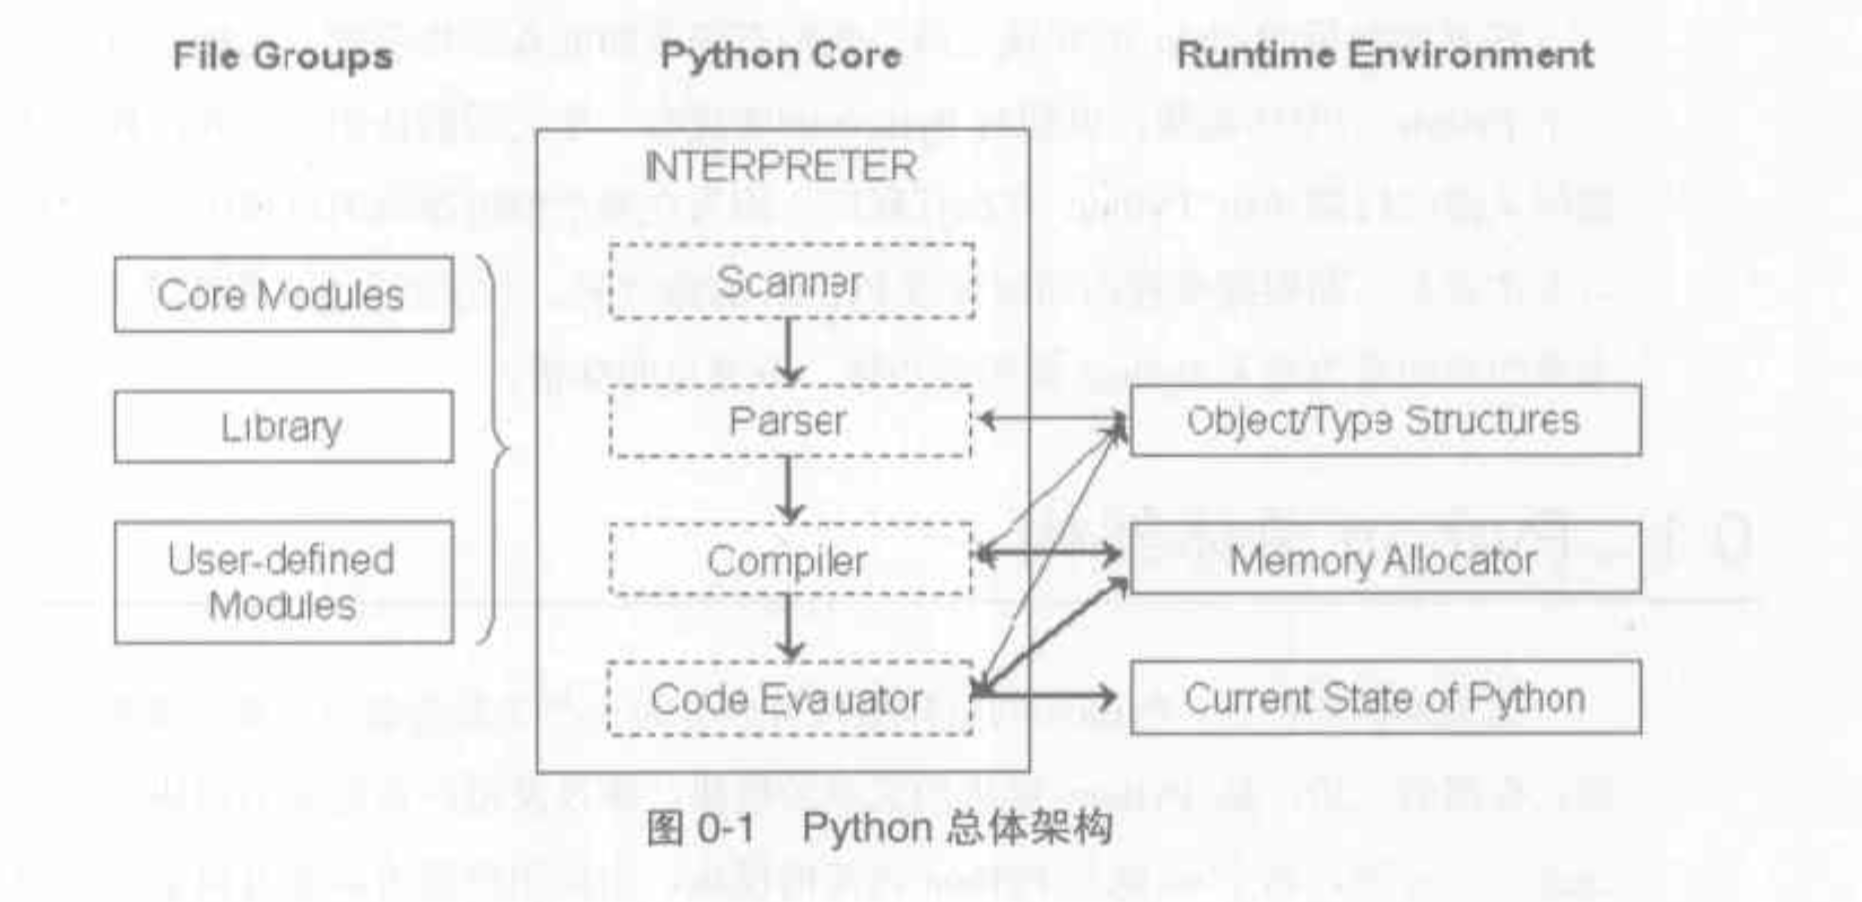 File Groups
Python Core
Runtime Environment
INTERPRETER
Core Modules
Library
User-defined
Modules
Scanner
Parser
Compiler
Code Evaluator
Object/Type Structures
Memory Allocator
Current State of Python
图 0-1 Python 总体架构